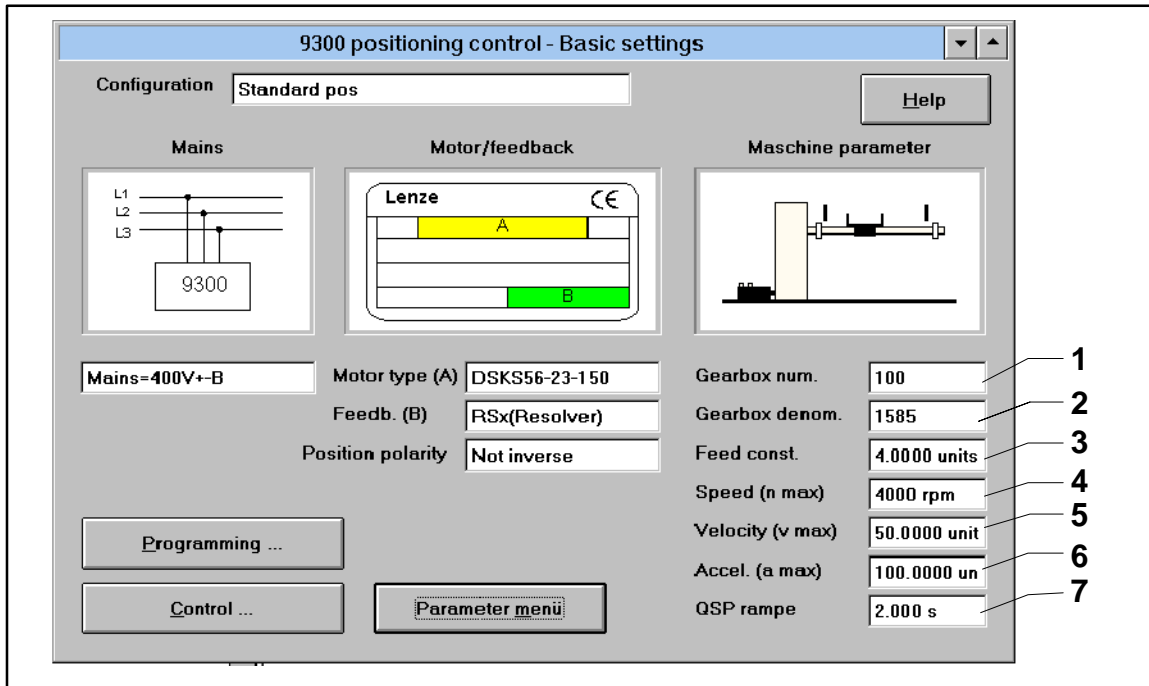 9300 positioning control - Basic settings
Configuration
Standard pos
Help
Mains
Motor/feedback
Maschine parameter
L1
L2
L3
9300
Lenze
CE
A
B
Mains=400V+-B
Motor type (A)
DSKS56-23-150
Feedb. (B)
RSx(Resolver)
Position polarity
Not inverse
Gearbox num.
100
1
Gearbox denom.
1585
2
Feed const.
4.0000 units
3
Speed (n max)
4000 rpm
4
Velocity (v max)
50.0000 unit
5
Accel. (a max)
100.0000 un
6
QSP rampe
2.000 s
7
Programming ...
Control ...
Parameter menü